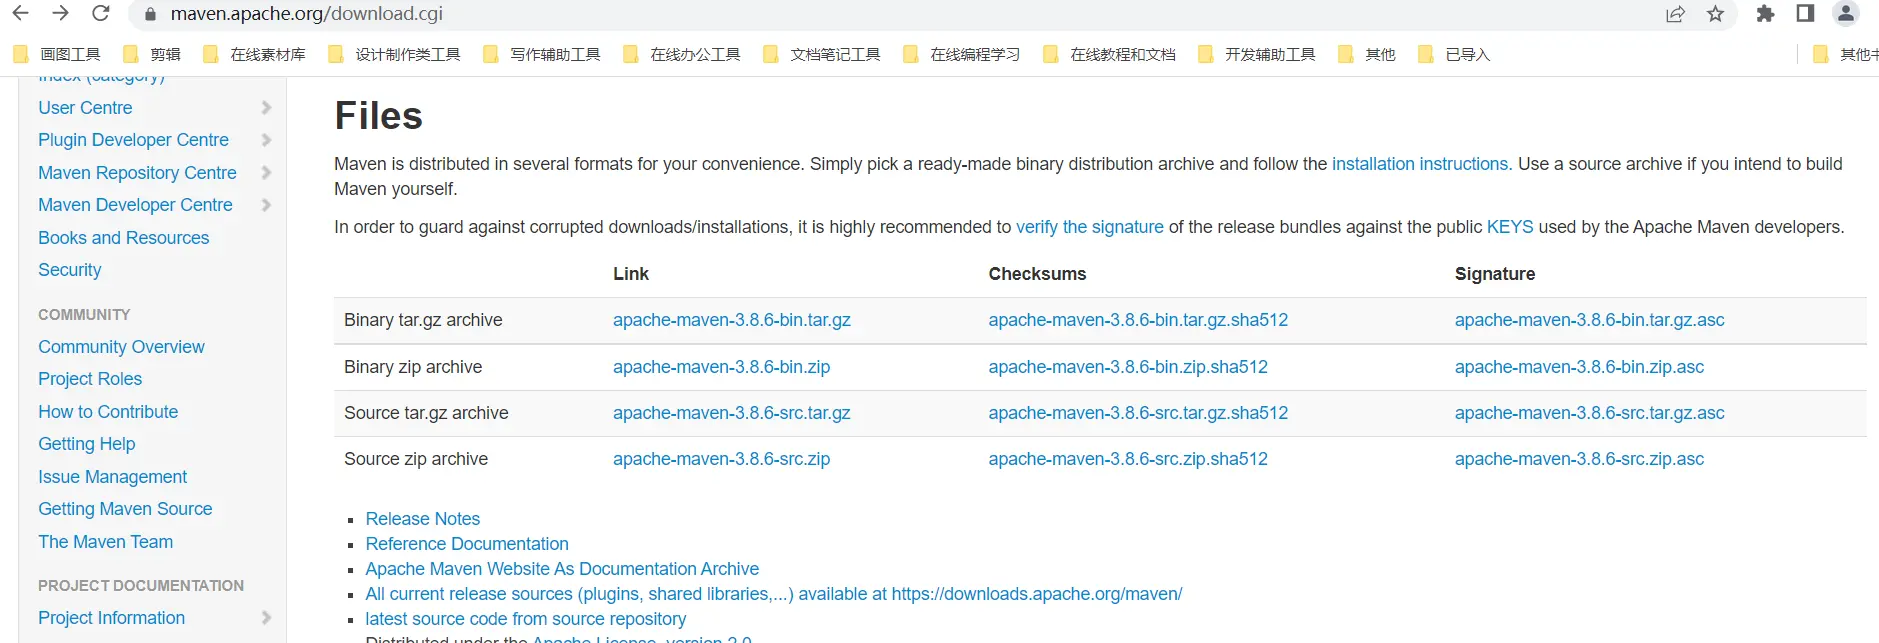 maven.apache.org/download.cgi
画图工具 剪辑 在线素材库 设计制作类工具 写作辅助工具 在线办公工具 文档笔记工具 在线编程学习 在线教程和文档 开发辅助工具 其他 已导入 其他书
Index (category)
User Centre
Plugin Developer Centre
Maven Repository Centre
Maven Developer Centre
Books and Resources
Security
COMMUNITY
Community Overview
Project Roles
How to Contribute
Getting Help
Issue Management
Getting Maven Source
The Maven Team
PROJECT DOCUMENTATION
Project Information
Files
Maven is distributed in several formats for your convenience. Simply pick a ready-made binary distribution archive and follow the installation instructions. Use a source archive if you intend to build
Maven yourself.
In order to guard against corrupted downloads/installations, it is highly recommended to verify the signature of the release bundles against the public KEYS used by the Apache Maven developers.
Link Checksums Signature
Binary tar.gz archive apache-maven-3.8.6-bin.tar.gz apache-maven-3.8.6-bin.tar.gz.sha512 apache-maven-3.8.6-bin.tar.gz.asc
Binary zip archive apache-maven-3.8.6-bin.zip apache-maven-3.8.6-bin.zip.sha512 apache-maven-3.8.6-bin.zip.asc
Source tar.gz archive apache-maven-3.8.6-src.tar.gz apache-maven-3.8.6-src.tar.gz.sha512 apache-maven-3.8.6-src.tar.gz.asc
Source zip archive apache-maven-3.8.6-src.zip apache-maven-3.8.6-src.zip.sha512 apache-maven-3.8.6-src.zip.asc
Release Notes
Reference Documentation
Apache Maven Website As Documentation Archive
All current release sources (plugins, shared libraries,...) available at https://downloads.apache.org/maven/
latest source code from source repository
Distributed under the Apache License, version 2.0